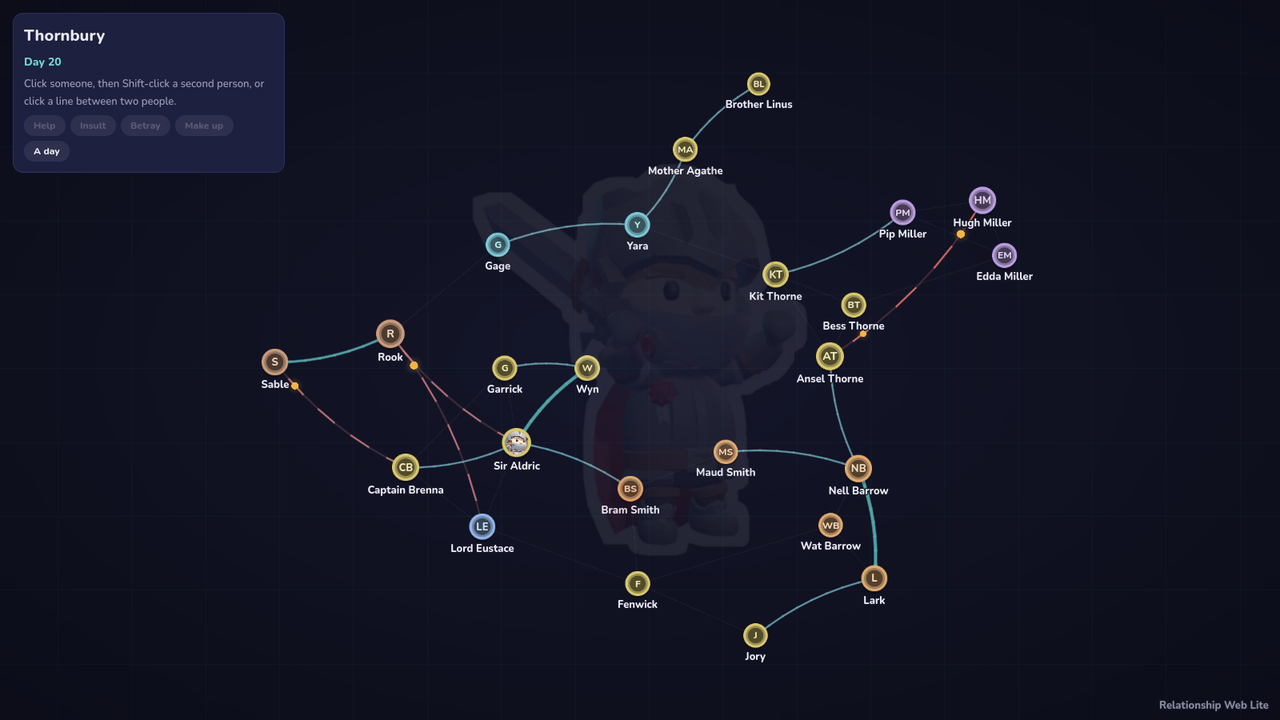 Thornbury
Day 20
Click someone, then Shift-click a second person, or
click a line between two people.
Help
Insult
Betray
Make up
A day
BL
Brother Linus
MA
Mother Agathe
HM
Hugh Miller
PM
Pip Miller
Y
Yara
G
Gage
EM
Edda Miller
KT
Kit Thorne
BT
Bess Thorne
R
Rook
AT
Ansel Thorne
S
Sable
G
Garrick
W
Wyn
Sir Aldric
MS
Maud Smith
CB
Captain Brenna
NB
Nell Barrow
BS
Bram Smith
LE
Lord Eustace
WB
Wat Barrow
L
Lark
F
Fenwick
J
Jory
Relationship Web Lite